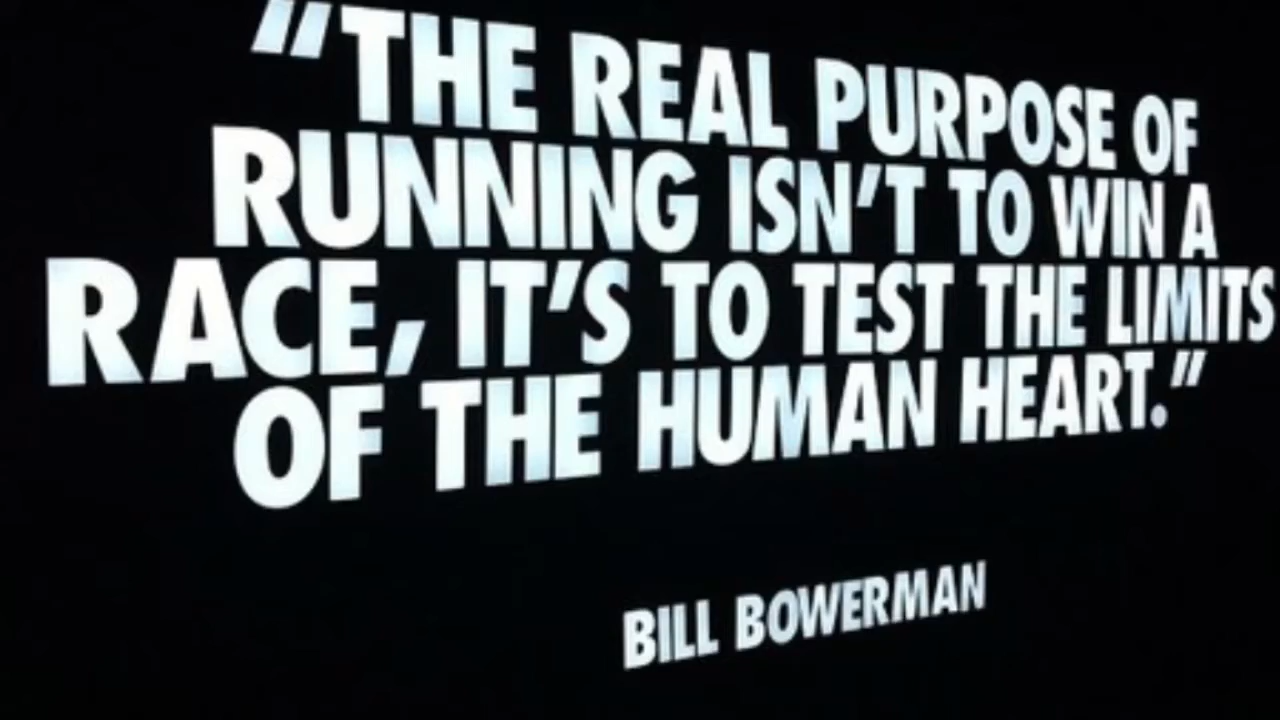 “THE REAL PURPOSE OF
RUNNING ISN’T TO WIN A
RACE, IT’S TO TEST THE LIMITS
OF THE HUMAN HEART.”
BILL BOWERMAN